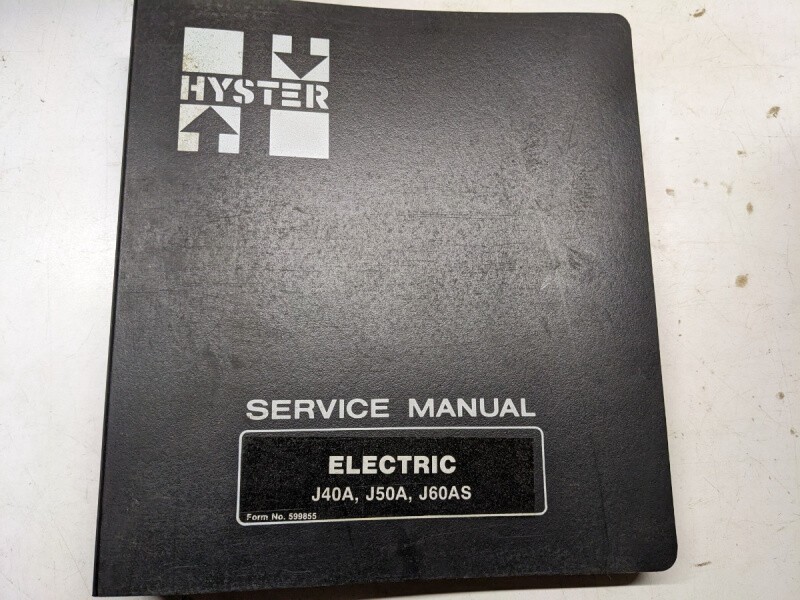 HYSTER
SERVICE MANUAL
ELECTRIC
J40A, J50A, J60AS
Form No. 599855